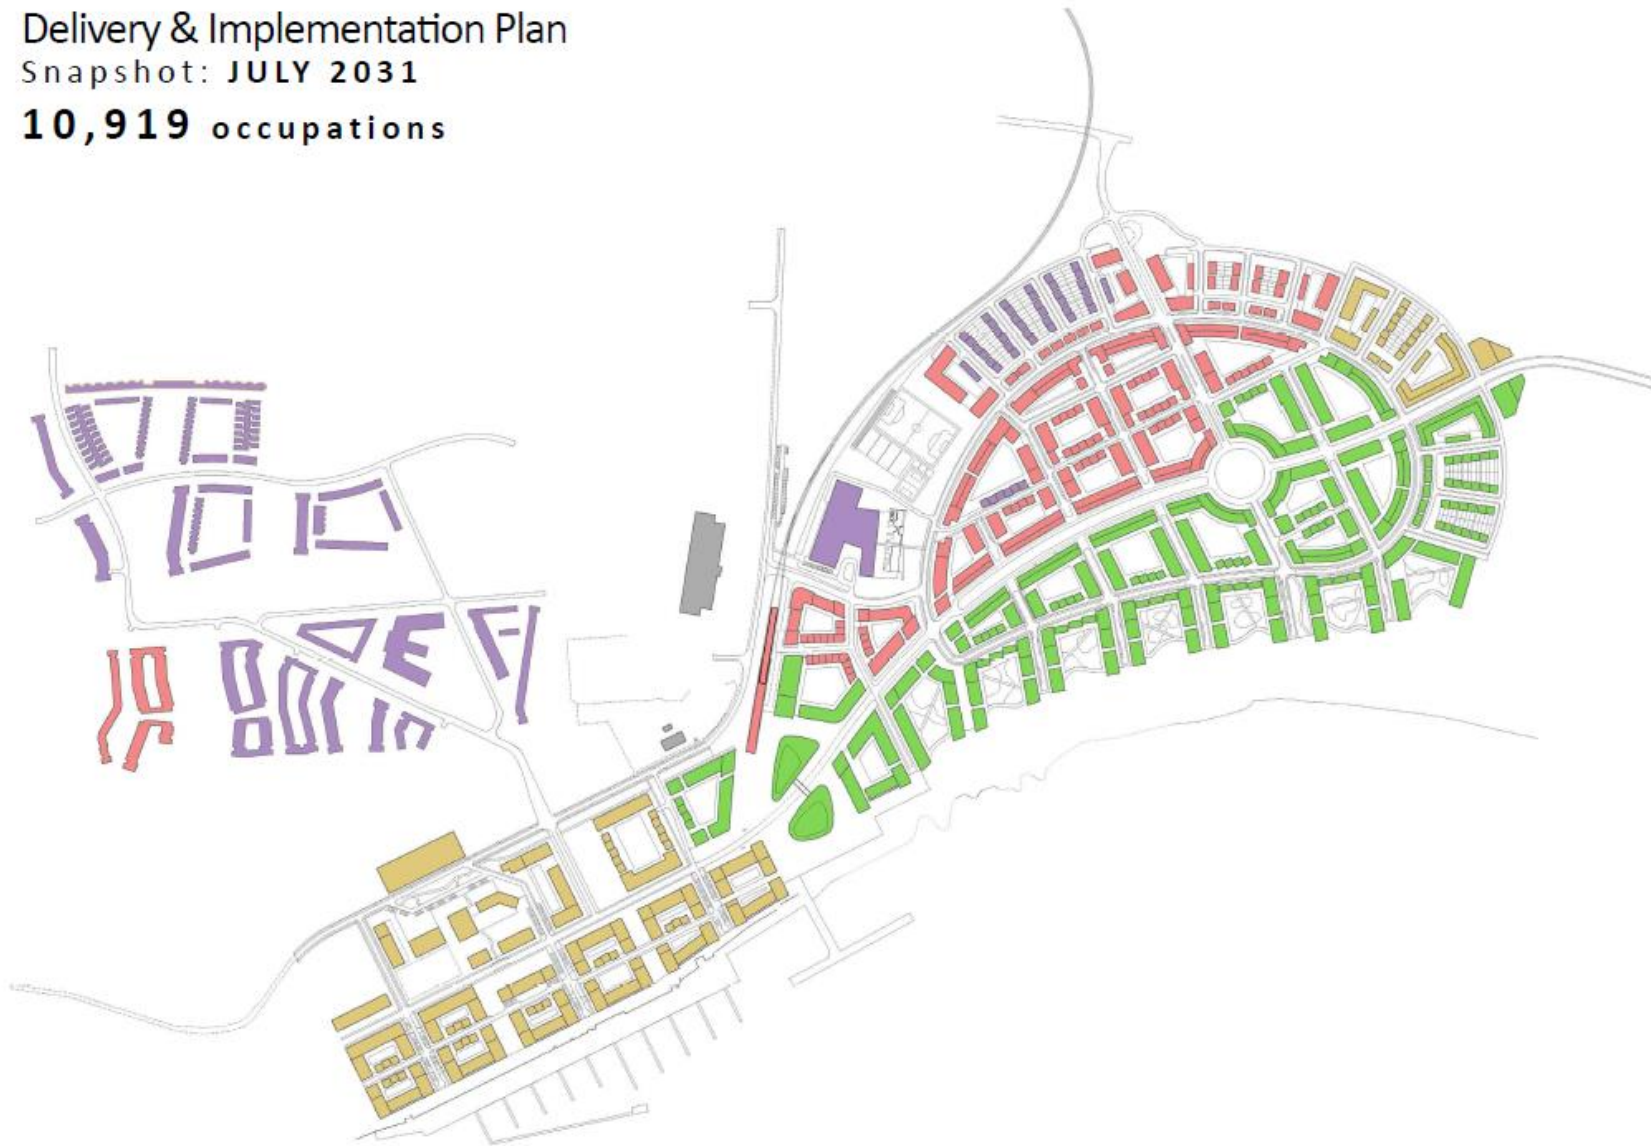 Delivery & Implementation Plan
Snapshot: JULY 2031
10,919 occupations